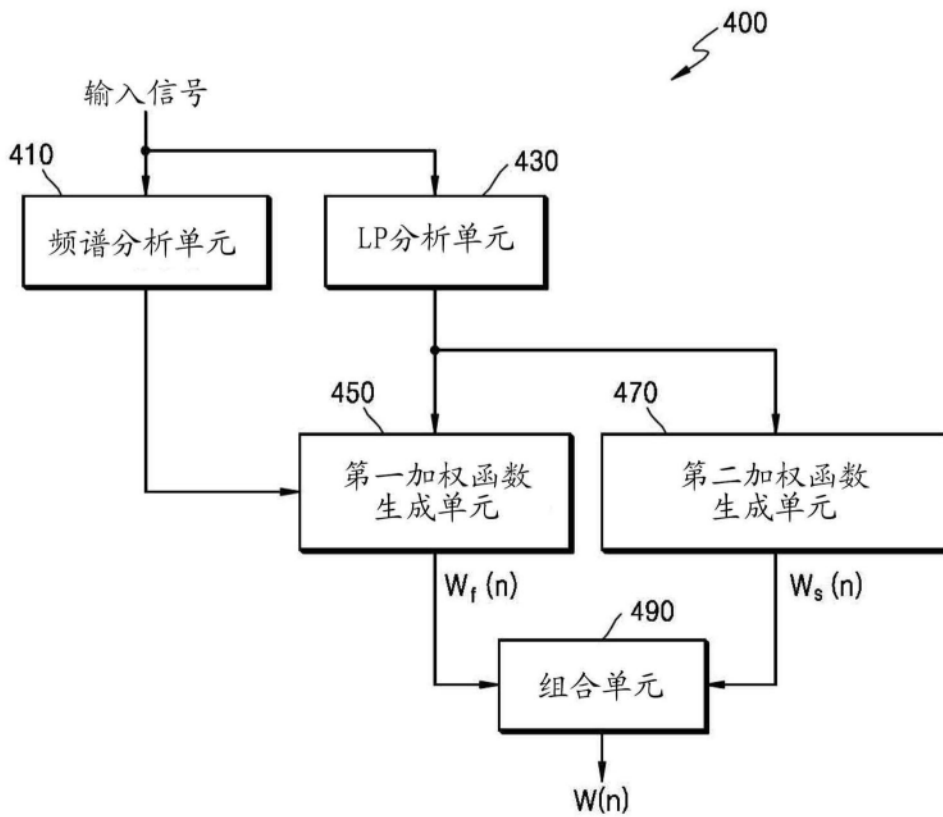 400
输入信号
410
430
频谱分析单元
LP分析单元
450
470
第一加权函数
生成单元
第二加权函数
生成单元
Wf (n)
Ws (n)
490
组合单元
W(n)